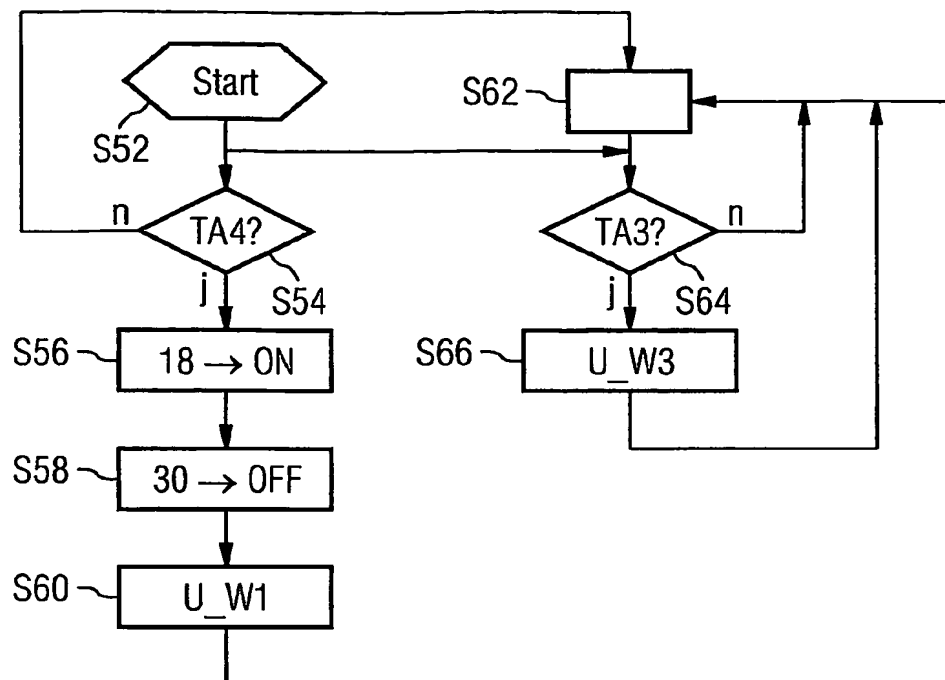 Start
S52
TA4?
n
j
S54
S56
18 → ON
S58
30 → OFF
S60
U_W1
S62
TA3?
n
j
S64
S66
U_W3